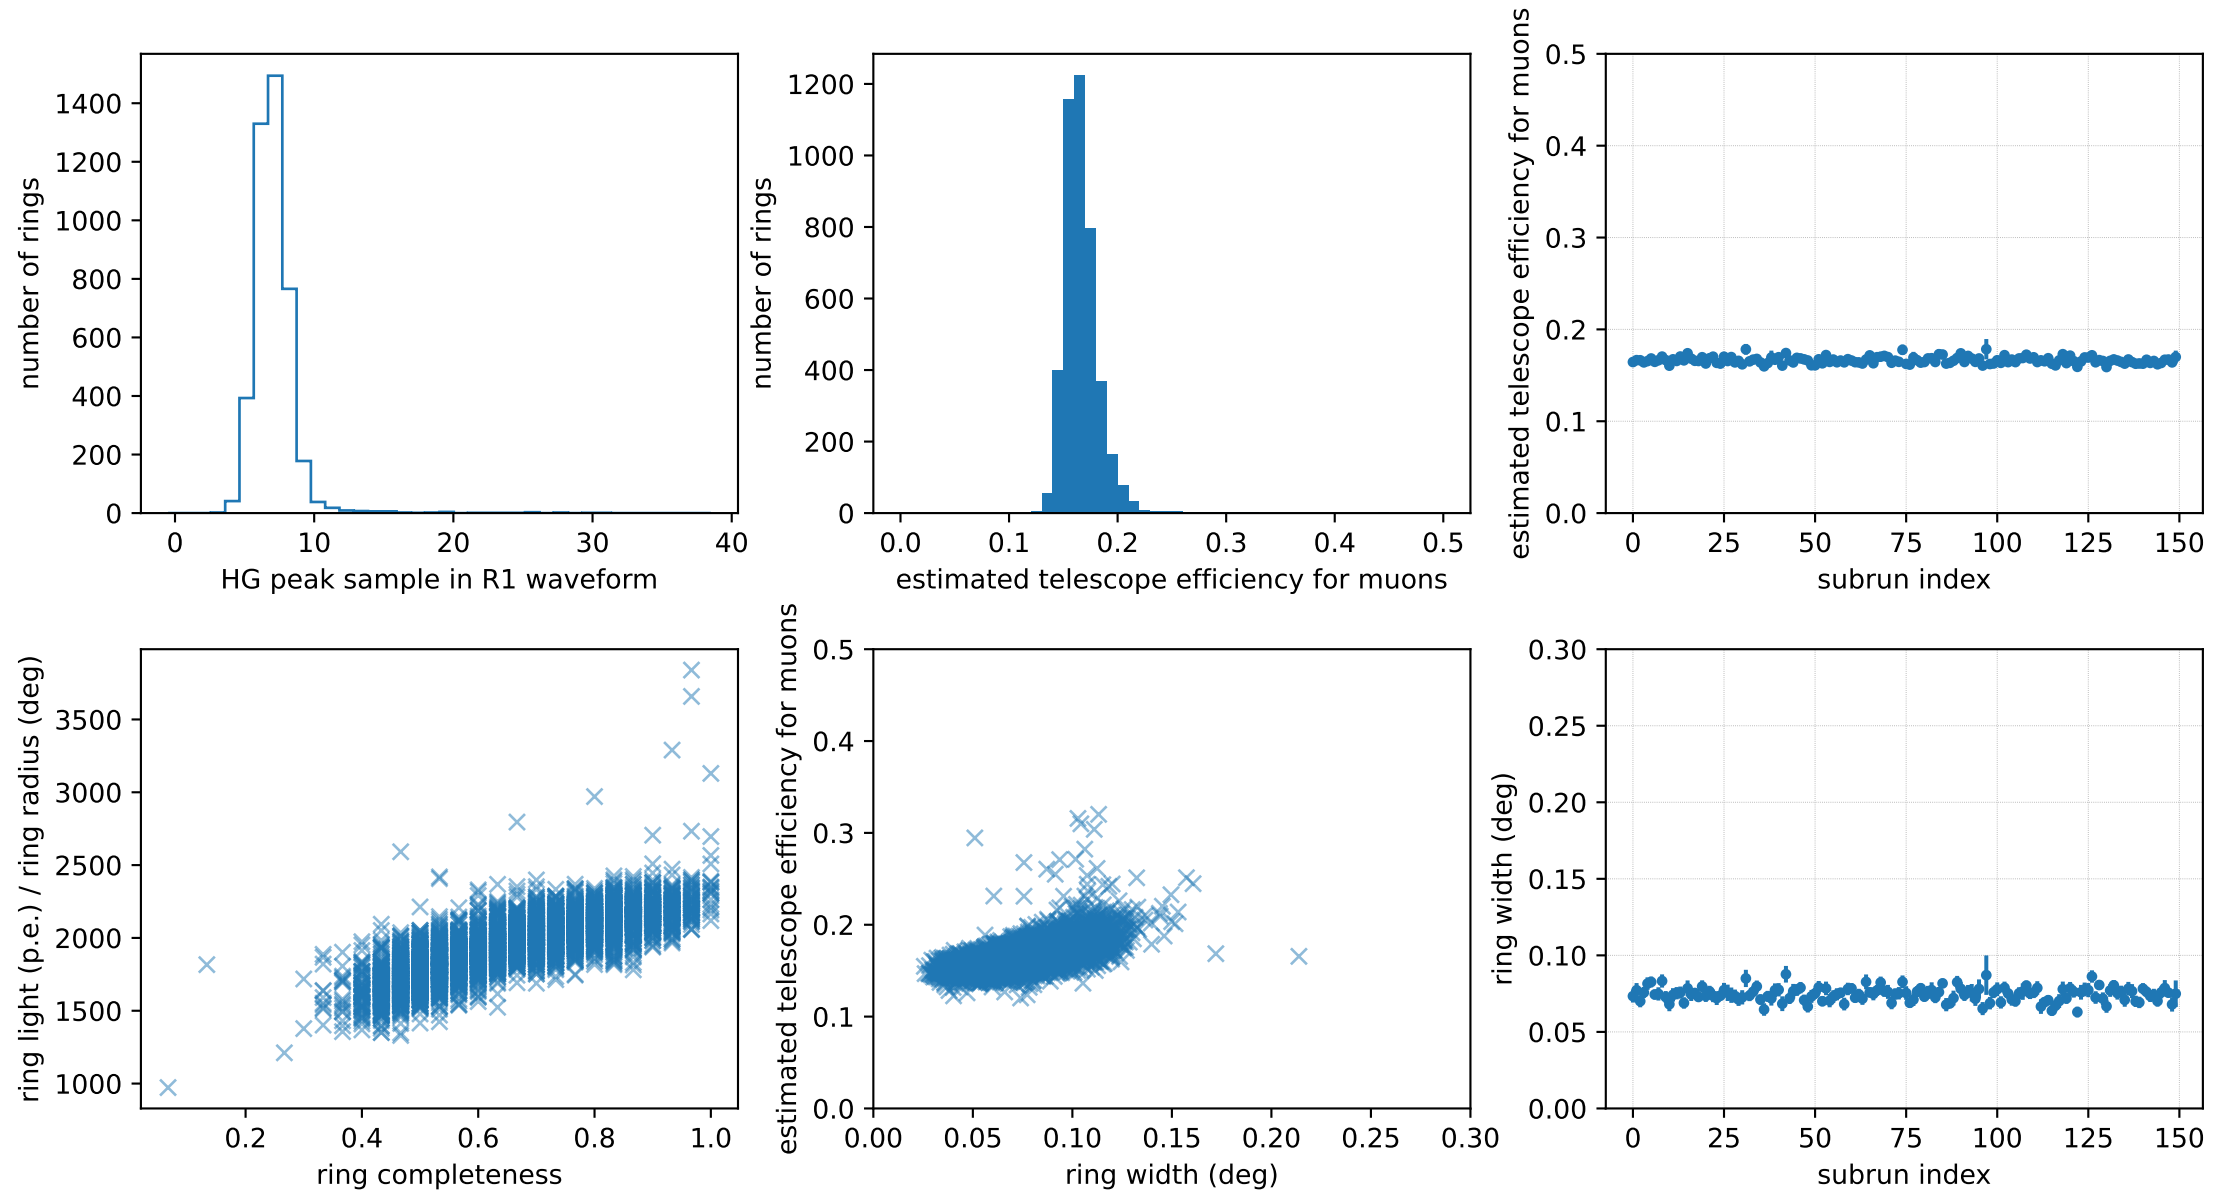 number of rings
0
200
400
600
800
1000
1200
1400
0 10 20 30 40
HG peak sample in R1 waveform
number of rings
0
200
400
600
800
1000
1200
0.0 0.1 0.2 0.3 0.4 0.5
estimated telescope efficiency for muons
estimated telescope efficiency for muons
0.0
0.1
0.2
0.3
0.4
0.5
0 25 50 75 100 125 150
subrun index
ring light (p.e.) / ring radius (deg)
1000
1500
2000
2500
3000
3500
0.2 0.4 0.6 0.8 1.0
ring completeness
estimated telescope efficiency for muons
0.0
0.1
0.2
0.3
0.4
0.5
0.00 0.05 0.10 0.15 0.20 0.25 0.30
ring width (deg)
ring width (deg)
0.00
0.05
0.10
0.15
0.20
0.25
0.30
0 25 50 75 100 125 150
subrun index